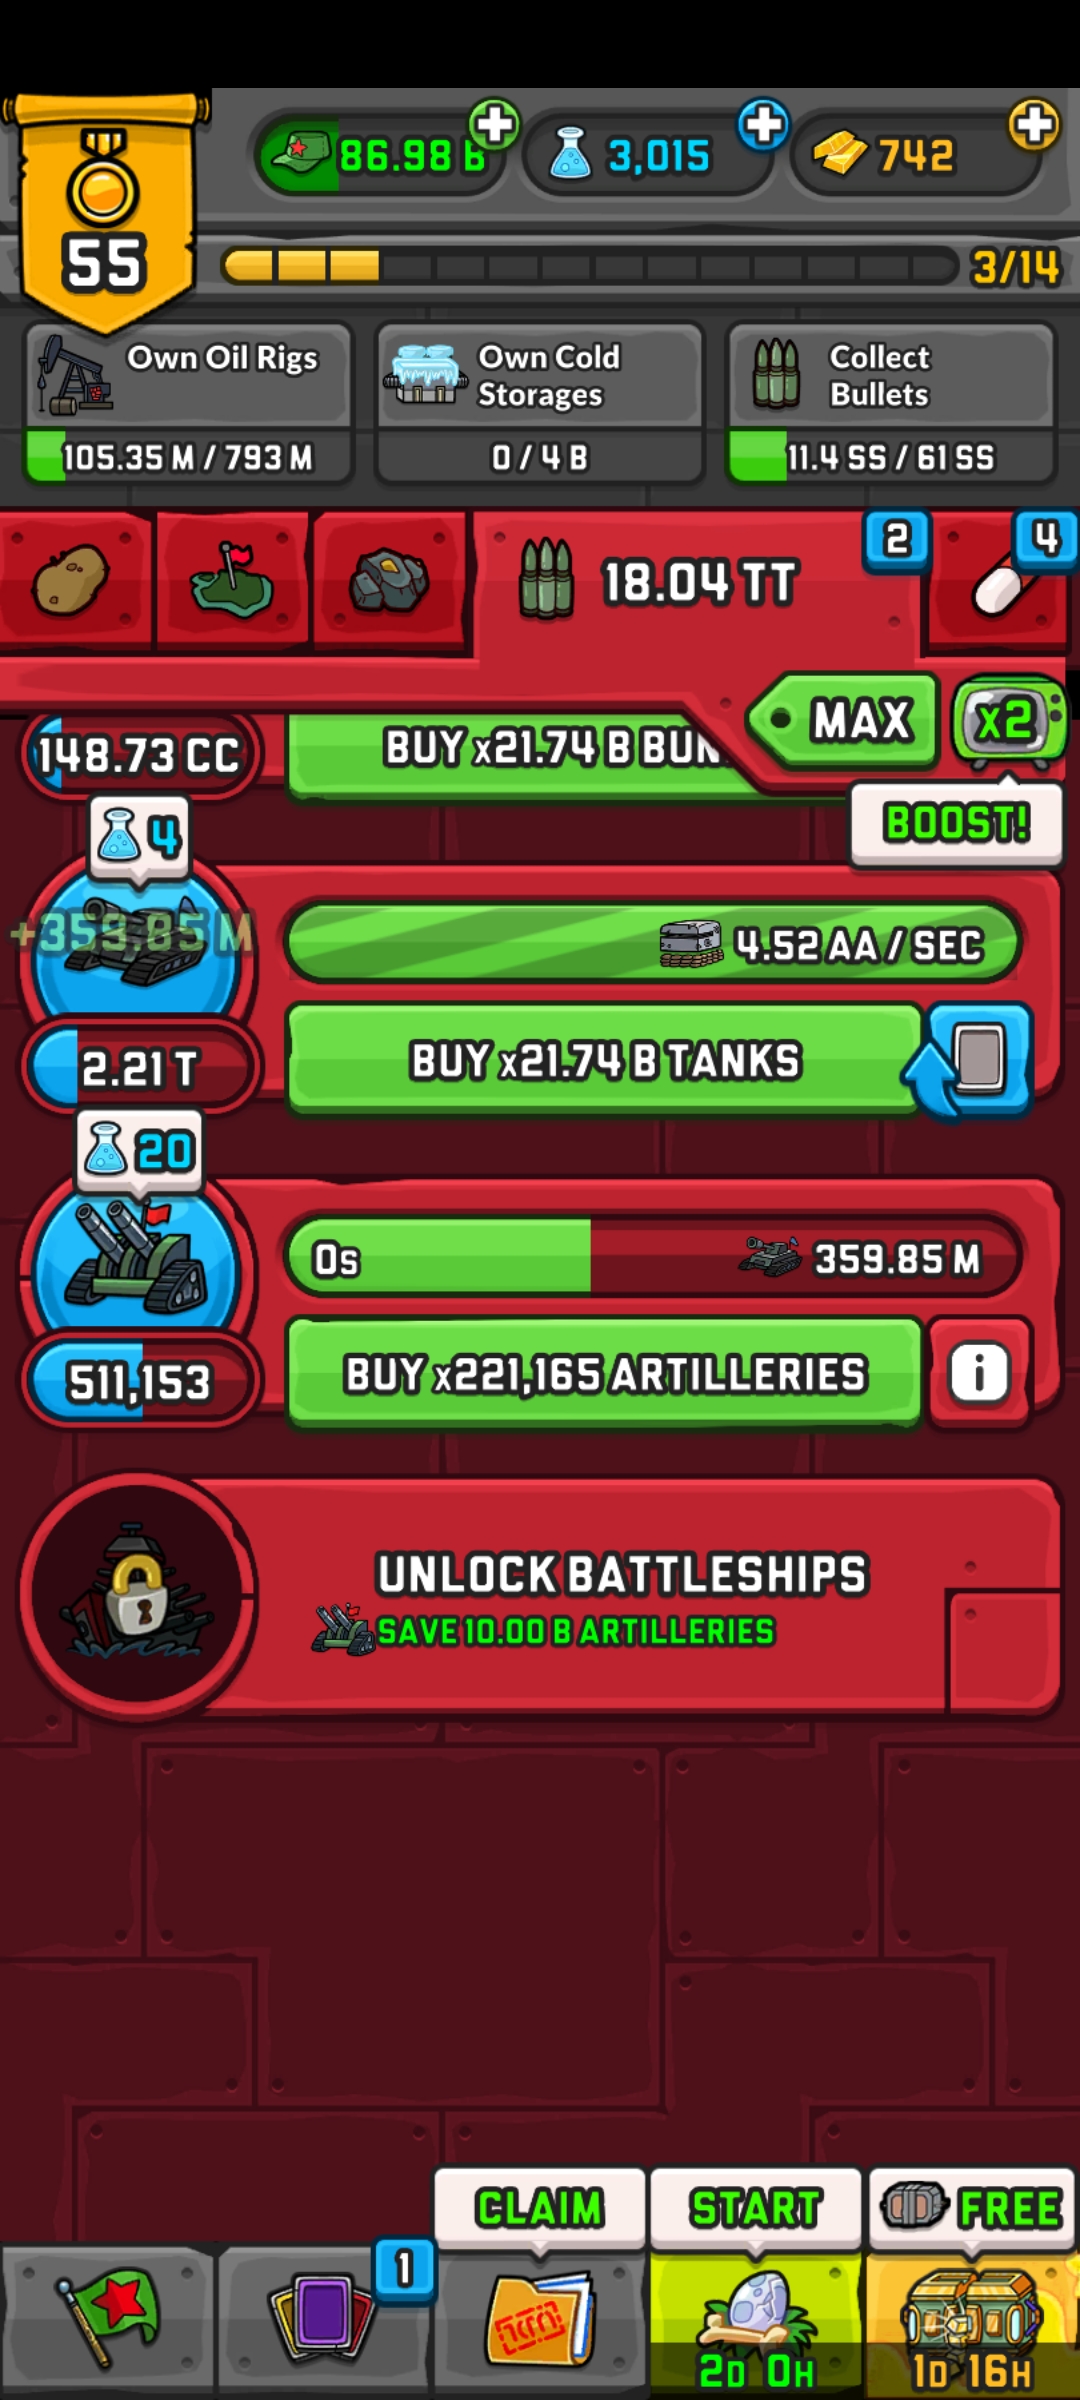 55
86.98 B
3,015
742
3/14
Own Oil Rigs
105.35 M / 793 M
Own Cold
Storages
0 / 4 B
Collect
Bullets
11.4 SS / 61 SS
18.04 TT
2
4
MAX
x2
BOOST!
148.73 CC
BUY x21.74 B
4
+359.85 M
4.52 AA / SEC
2.21 T
BUY x21.74 B TANKS
20
0s
359.85 M
511,153
BUY x221,165 ARTILLERIES
i
UNLOCK BATTLESHIPS
SAVE 10.00 B ARTILLERIES
CLAIM
START
FREE
1
2D 0H
1D 16H